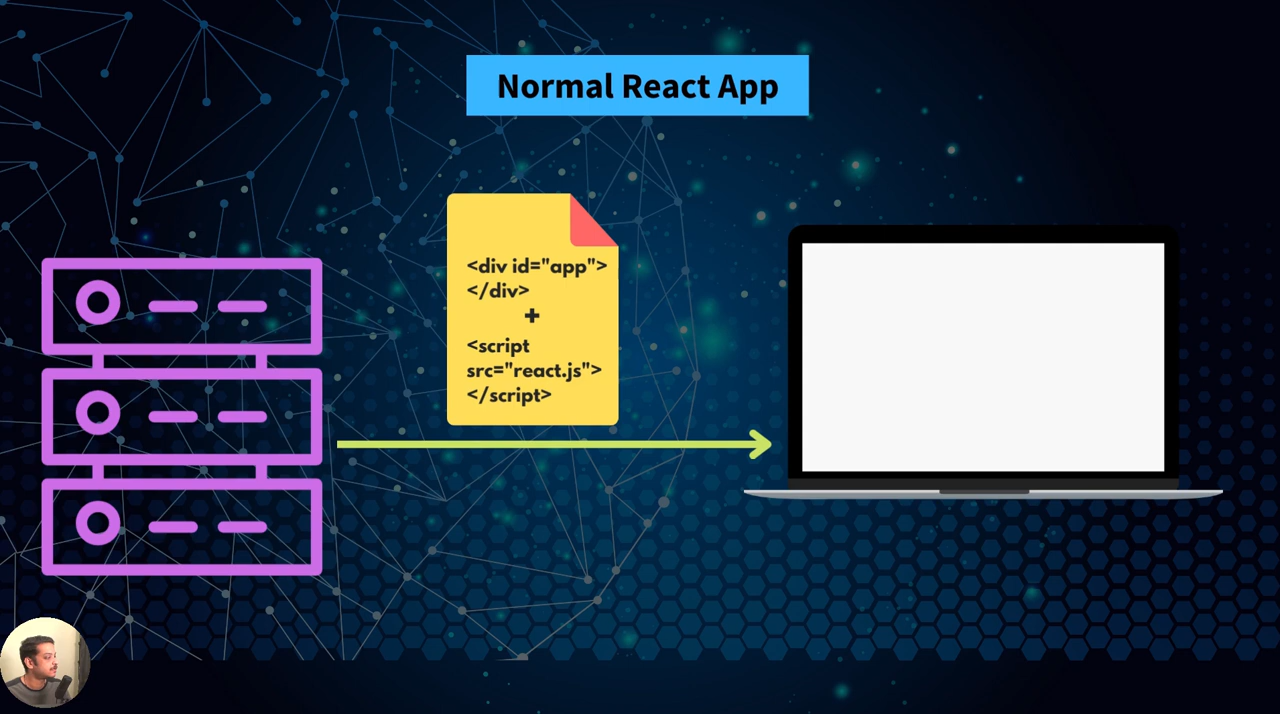 Normal React App
<div id="app">
</div>
+
<script
src="react.js">
</script>